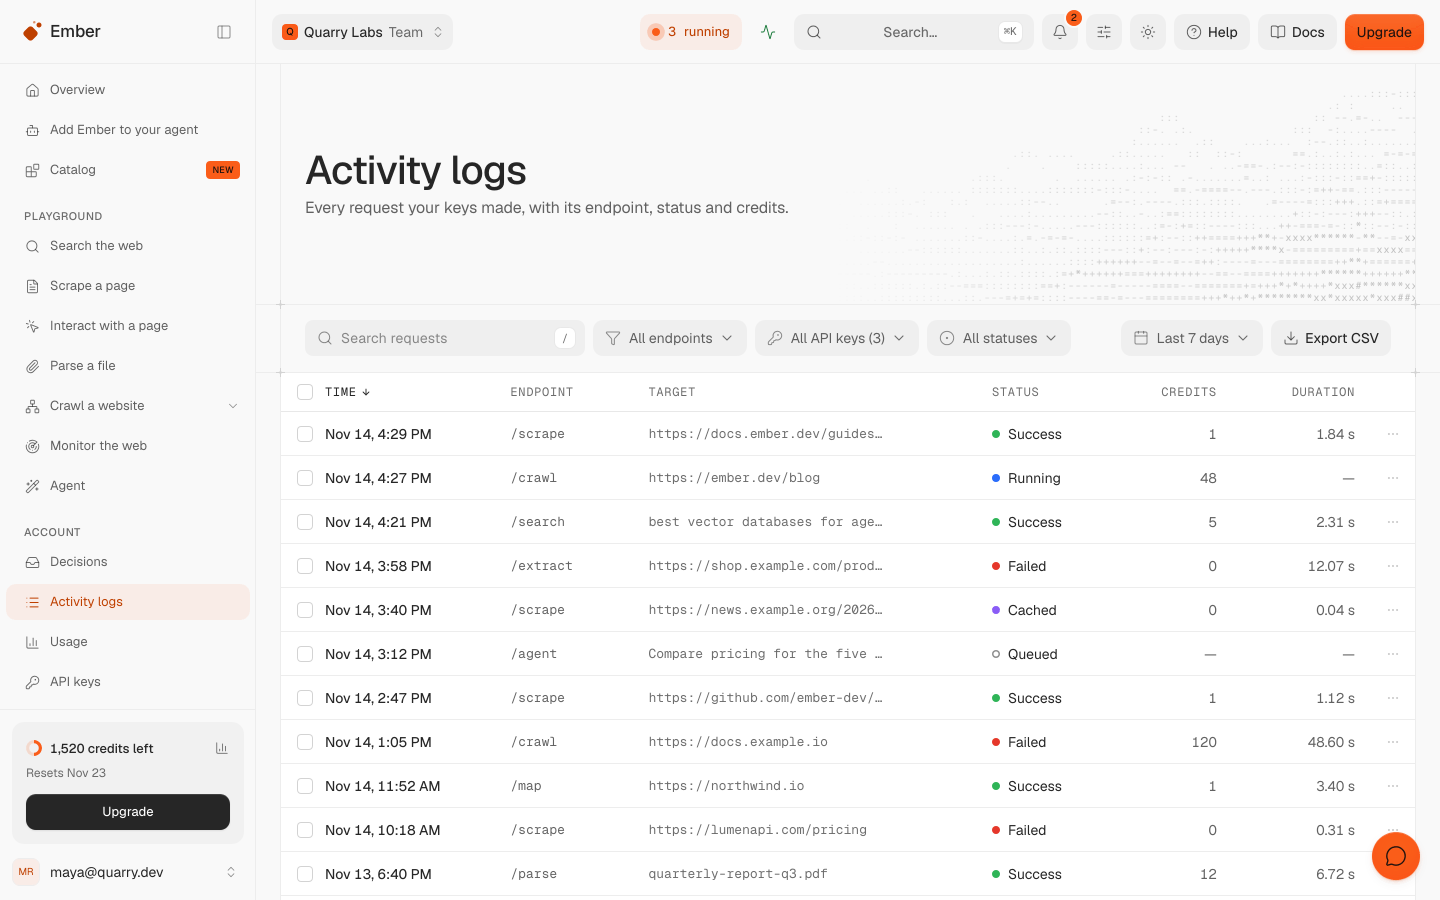 Ember
Quarry Labs Team
3 running
Search...
⌘K
2
Help
Docs
Upgrade
Overview
Add Ember to your agent
Catalog
NEW
PLAYGROUND
Search the web
Scrape a page
Interact with a page
Parse a file
Crawl a website
Monitor the web
Agent
ACCOUNT
Decisions
Activity logs
Usage
API keys
1,520 credits left
Resets Nov 23
Upgrade
MR maya@quarry.dev
Activity logs
Every request your keys made, with its endpoint, status and credits.
Search requests /
All endpoints
All API keys (3)
All statuses
Last 7 days
Export CSV
TIME ↓ ENDPOINT TARGET STATUS CREDITS DURATION
Nov 14, 4:29 PM /scrape https://docs.ember.dev/guides… Success 1 1.84 s
Nov 14, 4:27 PM /crawl https://ember.dev/blog Running 48 —
Nov 14, 4:21 PM /search best vector databases for age… Success 5 2.31 s
Nov 14, 3:58 PM /extract https://shop.example.com/prod… Failed 0 12.07 s
Nov 14, 3:40 PM /scrape https://news.example.org/2026… Cached 0 0.04 s
Nov 14, 3:12 PM /agent Compare pricing for the five … Queued — —
Nov 14, 2:47 PM /scrape https://github.com/ember-dev/… Success 1 1.12 s
Nov 14, 1:05 PM /crawl https://docs.example.io Failed 120 48.60 s
Nov 14, 11:52 AM /map https://northwind.io Success 1 3.40 s
Nov 14, 10:18 AM /scrape https://lumenapi.com/pricing Failed 0 0.31 s
Nov 13, 6:40 PM /parse quarterly-report-q3.pdf Success 12 6.72 s